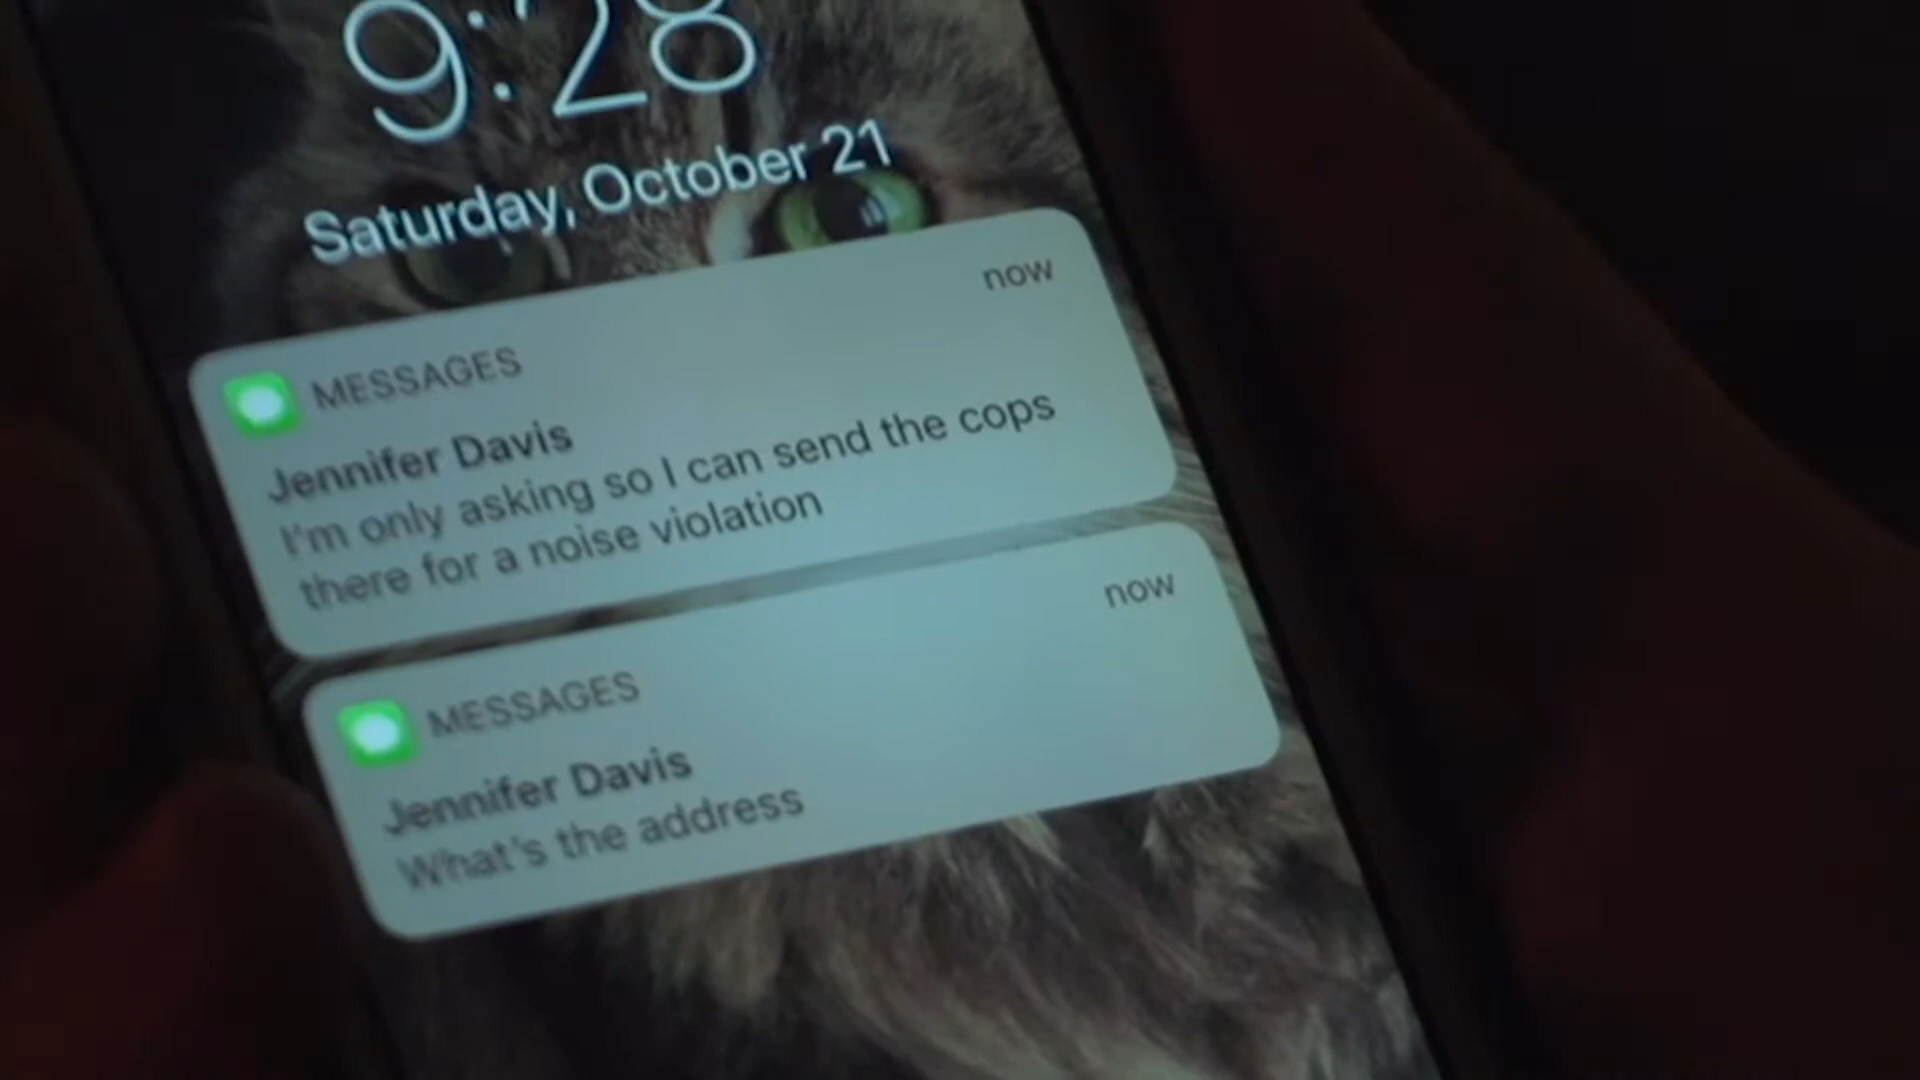 9:28
Saturday, October 21
now
MESSAGES
Jennifer Davis
I'm only asking so I can send the cops
there for a noise violation
now
MESSAGES
Jennifer Davis
What's the address